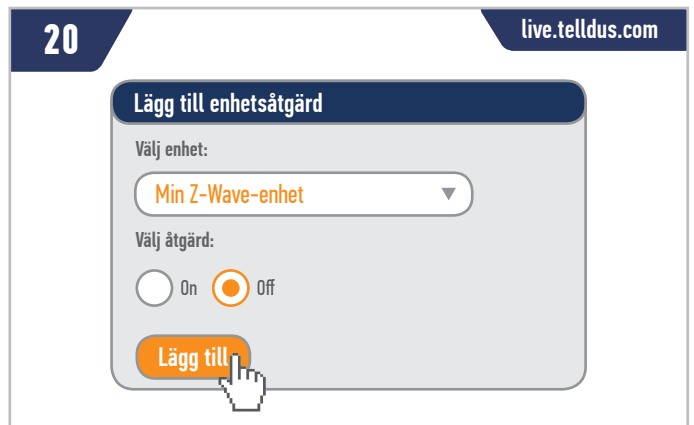 20
live.telldus.com
Lägg till enhetsåtgärd
Välj enhet:
Min Z-Wave-enhet
Välj åtgärd:
On Off
Lägg till